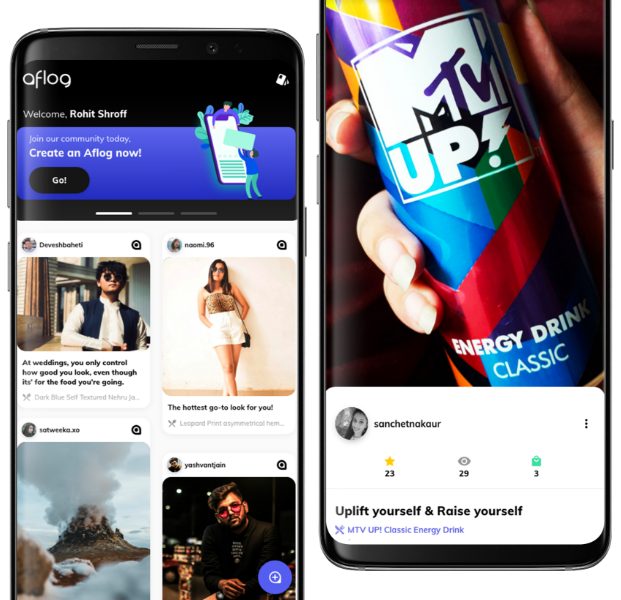 aflog
Welcome, Rohit Shroff
Join our community today.
Create an Aflog now!
Go!
Deveshbaheti
At weddings, you only control
how good you look, even though
its' for the food you're going.
Dark Blue Self Textured Nehru Ja...
satweeka.xo
naomi.96
The hottest go-to look for you!
Leopard Print asymmetrical hem...
yashvantjain
MTV
UP!
ENERGY DRINK
CLASSIC
sanchetnakaur
23
29
3
Uplift yourself & Raise yourself
MTV UP! Classic Energy Drink